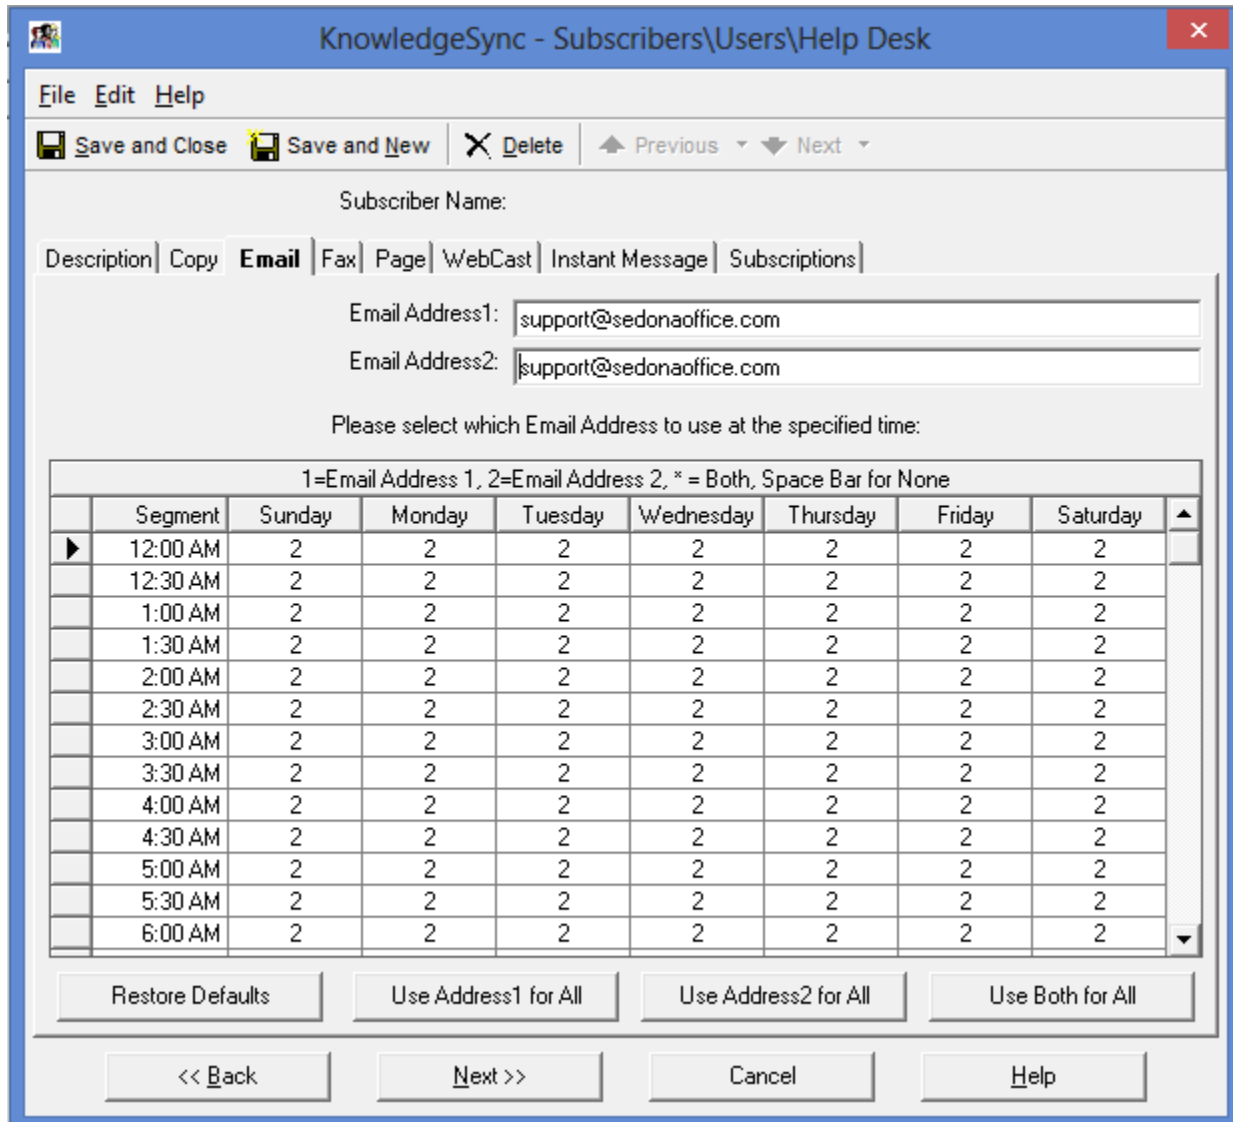 KnowledgeSync - Subscribers\Users\Help Desk
File Edit Help
Save and Close Save and New Delete Previous Next
Subscriber Name:
Description Copy Email Fax Page WebCast Instant Message Subscriptions
Email Address1: support@sedonaoffice.com
Email Address2: support@sedonaoffice.com
Please select which Email Address to use at the specified time:
1=Email Address 1, 2=Email Address 2, * = Both, Space Bar for None
Segment Sunday Monday Tuesday Wednesday Thursday Friday Saturday
12:00 AM 2 2 2 2 2 2 2
12:30 AM 2 2 2 2 2 2 2
1:00 AM 2 2 2 2 2 2 2
1:30 AM 2 2 2 2 2 2 2
2:00 AM 2 2 2 2 2 2 2
2:30 AM 2 2 2 2 2 2 2
3:00 AM 2 2 2 2 2 2 2
3:30 AM 2 2 2 2 2 2 2
4:00 AM 2 2 2 2 2 2 2
4:30 AM 2 2 2 2 2 2 2
5:00 AM 2 2 2 2 2 2 2
5:30 AM 2 2 2 2 2 2 2
6:00 AM 2 2 2 2 2 2 2
Restore Defaults Use Address1 for All Use Address2 for All Use Both for All
<< Back Next >> Cancel Help